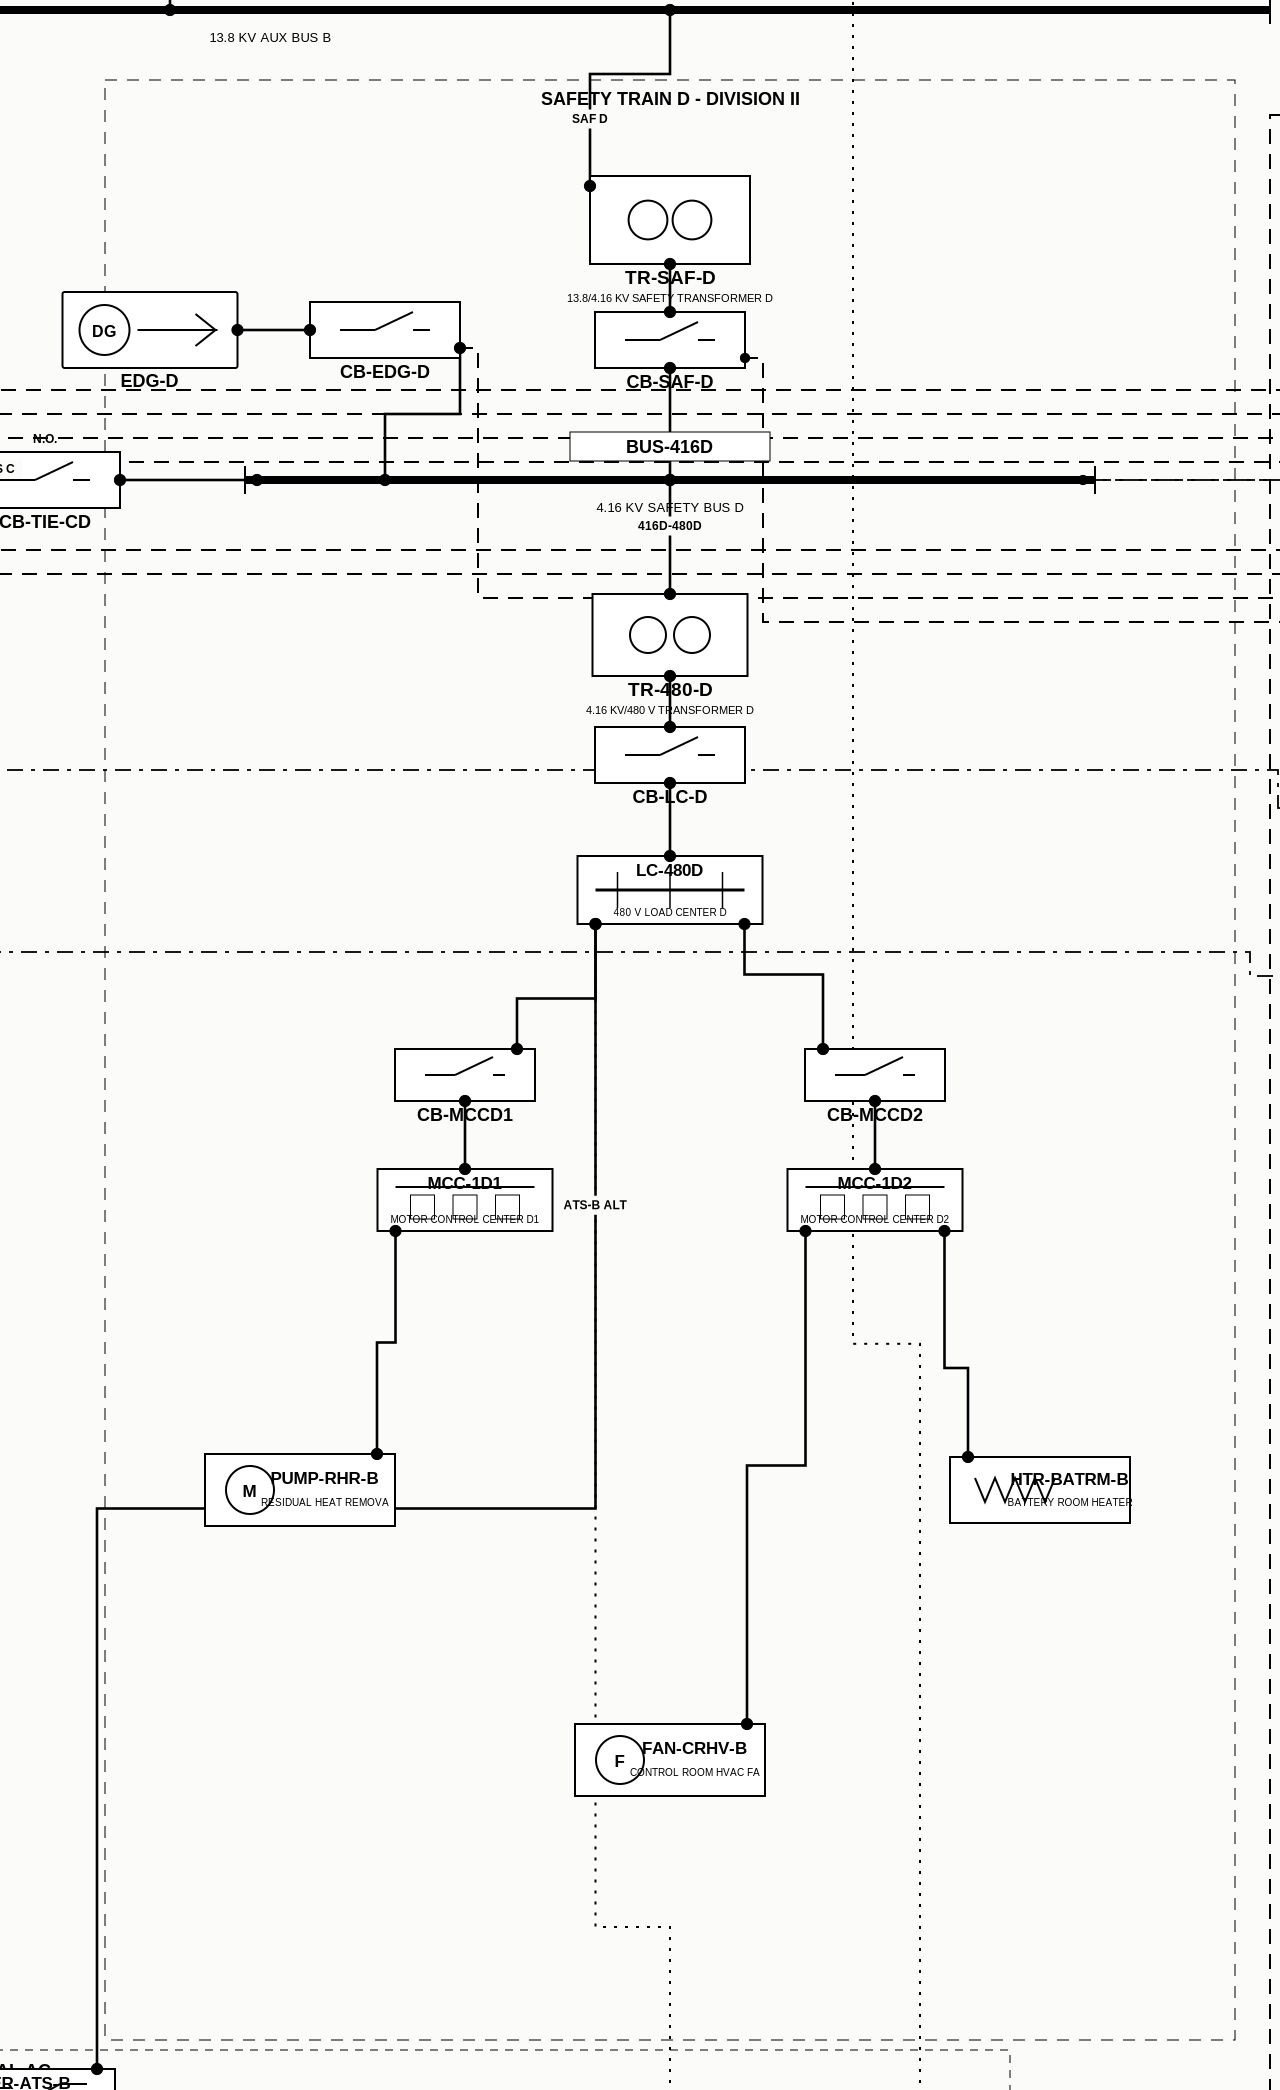 13.8 KV AUX BUS B
SAFETY TRAIN D - DIVISION II
SAF D
TR-SAF-D
13.8/4.16 KV SAFETY TRANSFORMER D
DG
EDG-D
CB-EDG-D
CB-SAF-D
N.O.
BUS-416D
S C
CB-TIE-CD
4.16 KV SAFETY BUS D
416D-480D
TR-480-D
4.16 KV/480 V TRANSFORMER D
CB-LC-D
LC-480D
480 V LOAD CENTER D
CB-MCCD1
CB-MCCD2
MCC-1D1
MOTOR CONTROL CENTER D1
ATS-B ALT
MCC-1D2
MOTOR CONTROL CENTER D2
M
PUMP-RHR-B
RESIDUAL HEAT REMOVA
HTR-BATRM-B
BATTERY ROOM HEATER
F
FAN-CRHV-B
CONTROL ROOM HVAC FA
R-ATS-B